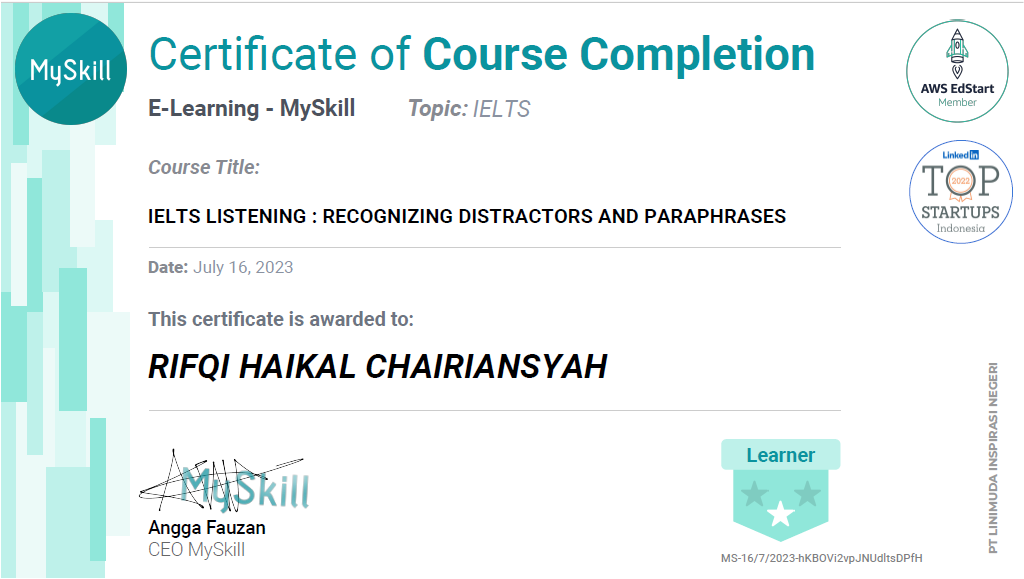 MySkill
Certificate of Course Completion
E-Learning - MySkill
Topic: IELTS
AWS EdStart
Member
Course Title:
LinkedIn
TOP
2022
STARTUPS
Indonesia
IELTS LISTENING : RECOGNIZING DISTRACTORS AND PARAPHRASES
Date: July 16, 2023
This certificate is awarded to:
RIFQI HAIKAL CHAIRIANSYAH
MySkill
Angga Fauzan
CEO MySkill
Learner
MS-16/7/2023-hKBOVi2vpJNUdltsDPfH
PT LINIMUDA INSPIRASI NEGERI